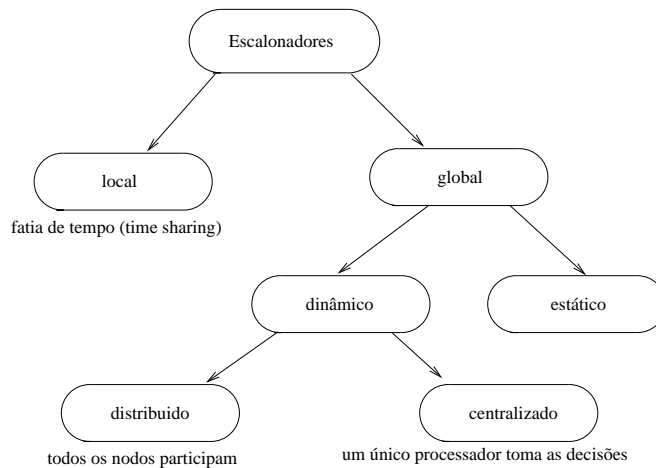 Escalonadores
local
global
fatia de tempo (time sharing)
dinâmico
estático
distribuido
centralizado
todos os nodos participam
um único processador toma as decisões